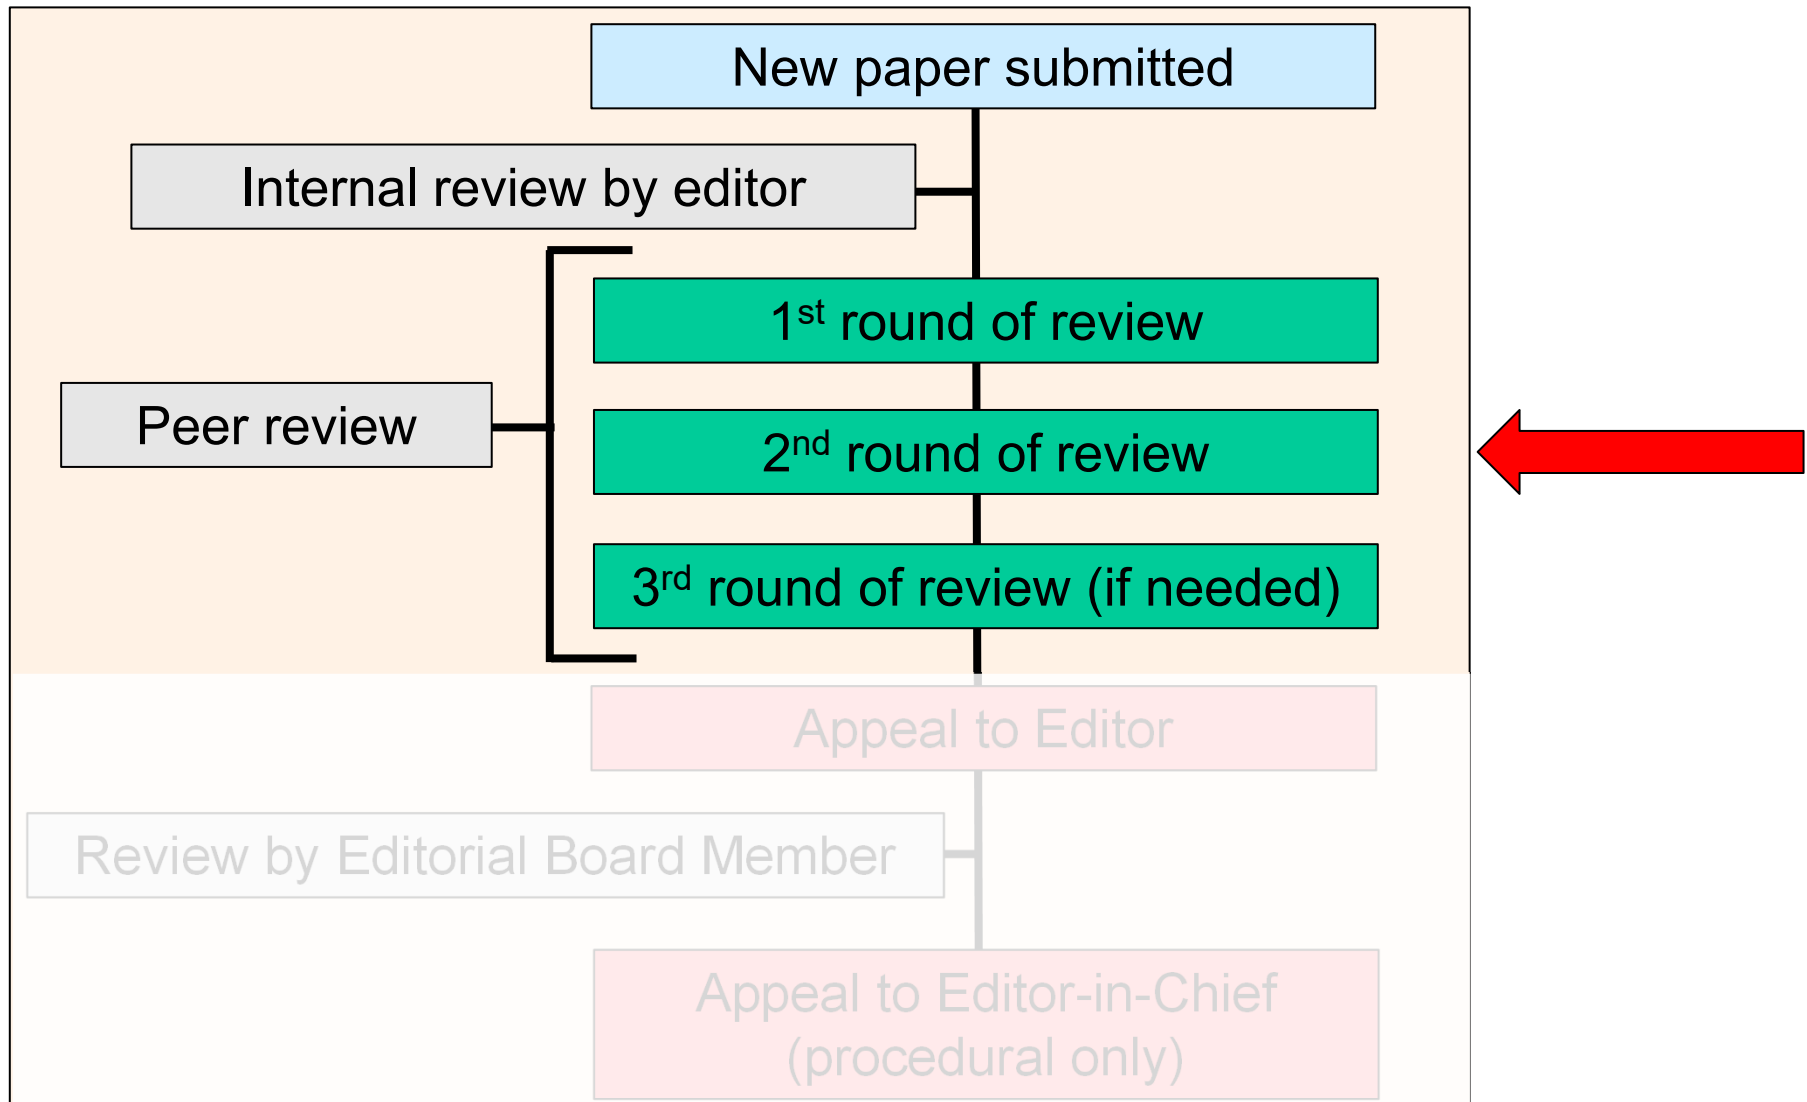 New paper submitted
Internal review by editor
1st round of review
Peer review
2nd round of review
3rd round of review (if needed)
Appeal to Editor
Review by Editorial Board Member
Appeal to Editor-in-Chief
(procedural only)